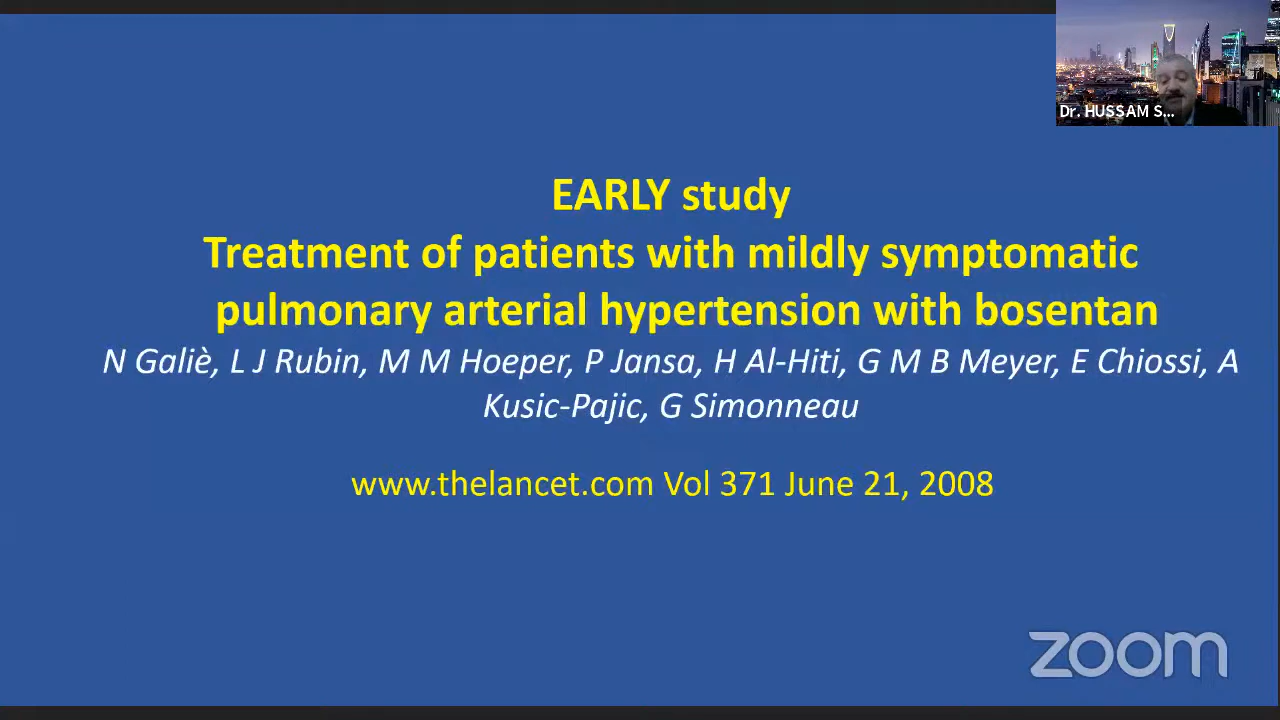 Dr. HUSSAM S...
EARLY study
Treatment of patients with mildly symptomatic
pulmonary arterial hypertension with bosentan
N Galiè, L J Rubin, M M Hoeper, P Jansa, H Al-Hiti, G M B Meyer, E Chiossi, A
Kusic-Pajic, G Simonneau
www.thelancet.com Vol 371 June 21, 2008
zoom